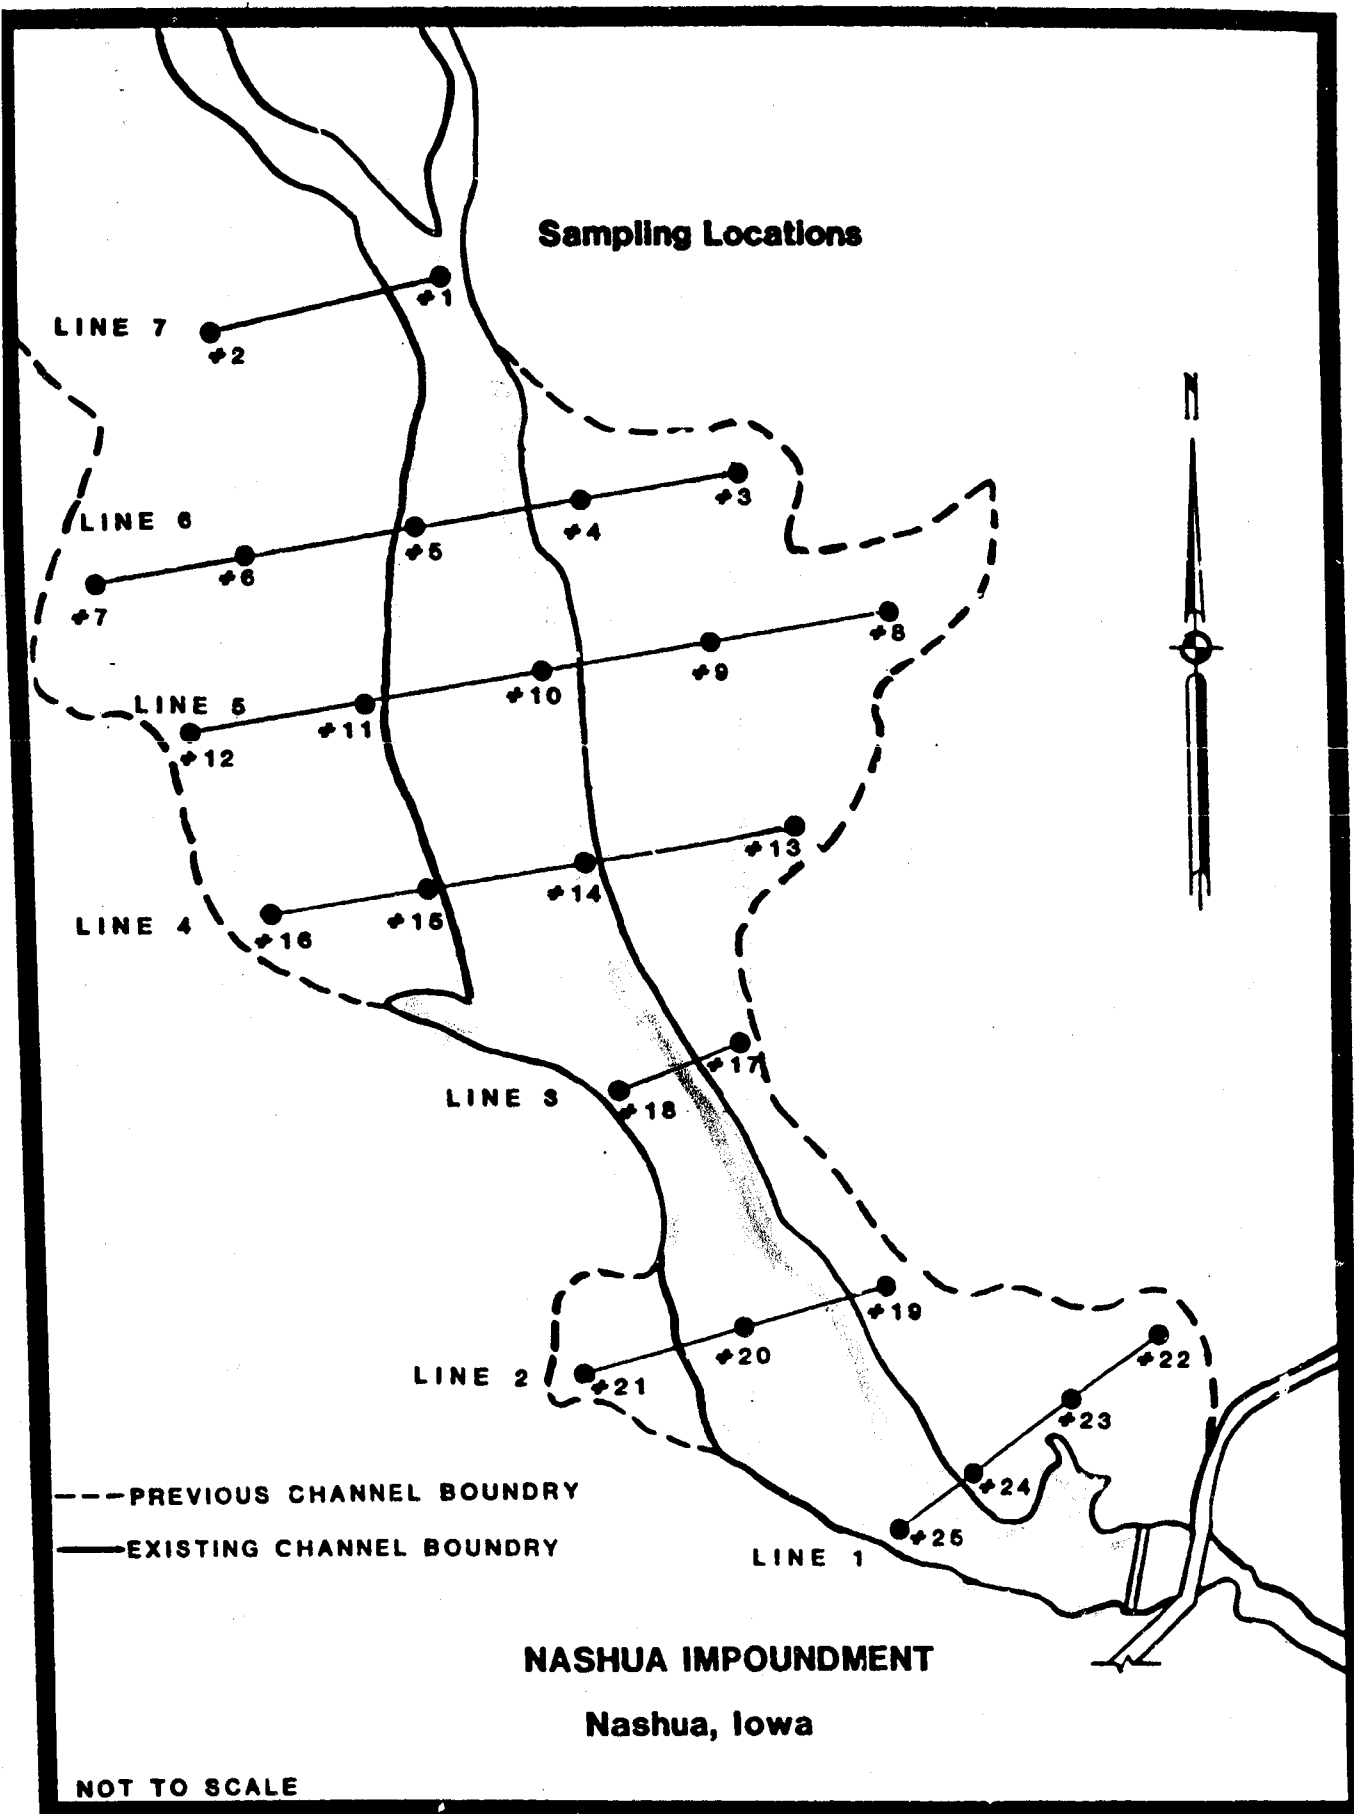 Sampling Locations
#1
LINE 7
#2
N
#3
LINE 6
#4
#5
#6
#7
#8
#9
#10
LINE 5
#11
#12
#13
#14
#15
LINE 4
#16
#17
LINE 3
#18
#19
#20
#22
LINE 2
#21
#23
#24
---PREVIOUS CHANNEL BOUNDRY
#25
EXISTING CHANNEL BOUNDRY
LINE 1
NASHUA IMPOUNDMENT
Nashua, Iowa
NOT TO SCALE